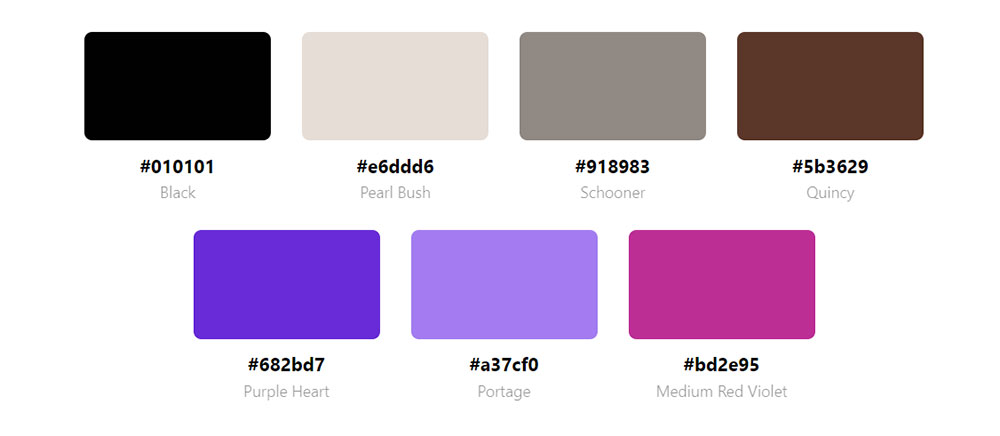 #010101
Black
#e6ddd6
Pearl Bush
#918983
Schooner
#5b3629
Quincy
#682bd7
Purple Heart
#a37cf0
Portage
#bd2e95
Medium Red Violet